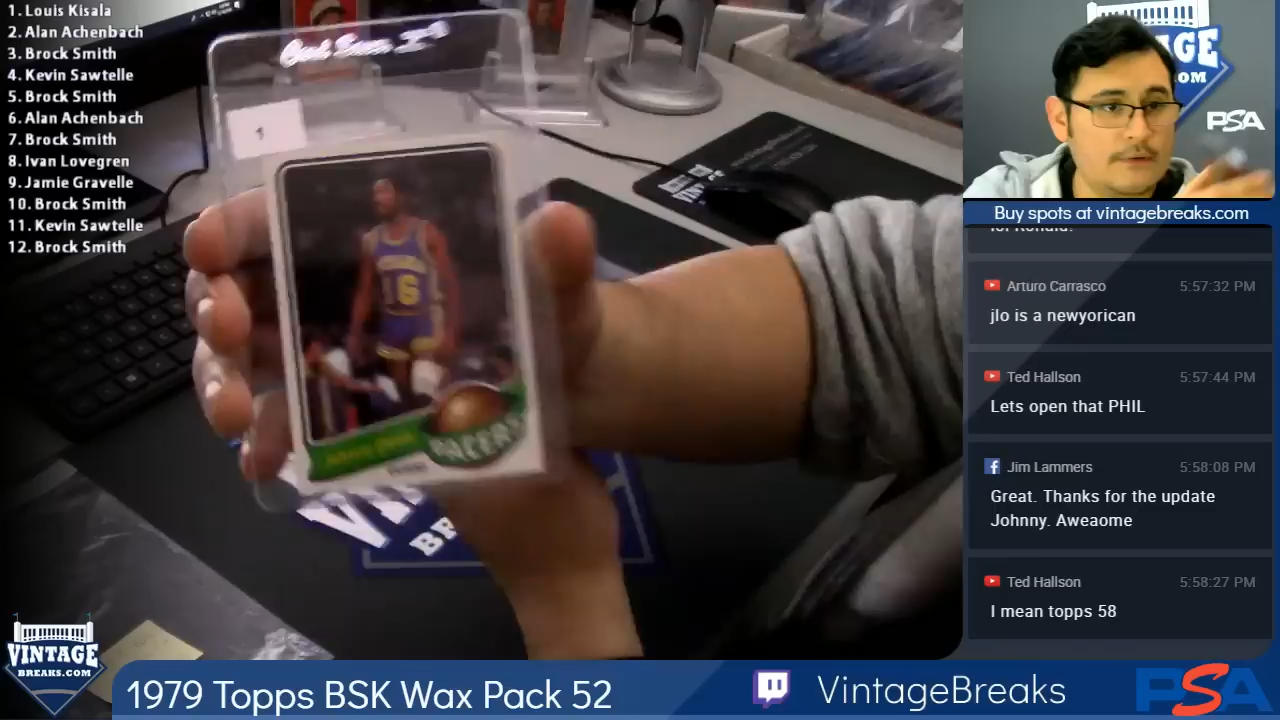 1. Louis Kisala
2. Alan Achenbach
3. Brock Smith
4. Kevin Sawtelle
5. Brock Smith
6. Alan Achenbach
7. Brock Smith
8. Ivan Lovegren
9. Jamie Gravelle
10. Brock Smith
11. Kevin Sawtelle
12. Brock Smith
1
16
PACERS
PSA
Buy spots at vintagebreaks.com
Arturo Carrasco 5:57:32 PM
jlo is a newyorican
Ted Hallson 5:57:44 PM
Lets open that PHIL
Jim Lammers 5:58:08 PM
Great. Thanks for the update
Johnny. Aweaome
Ted Hallson 5:58:27 PM
I mean topps 58
VINTAGE
BREAKS.COM
1979 Topps BSK Wax Pack 52
VintageBreaks
PSA